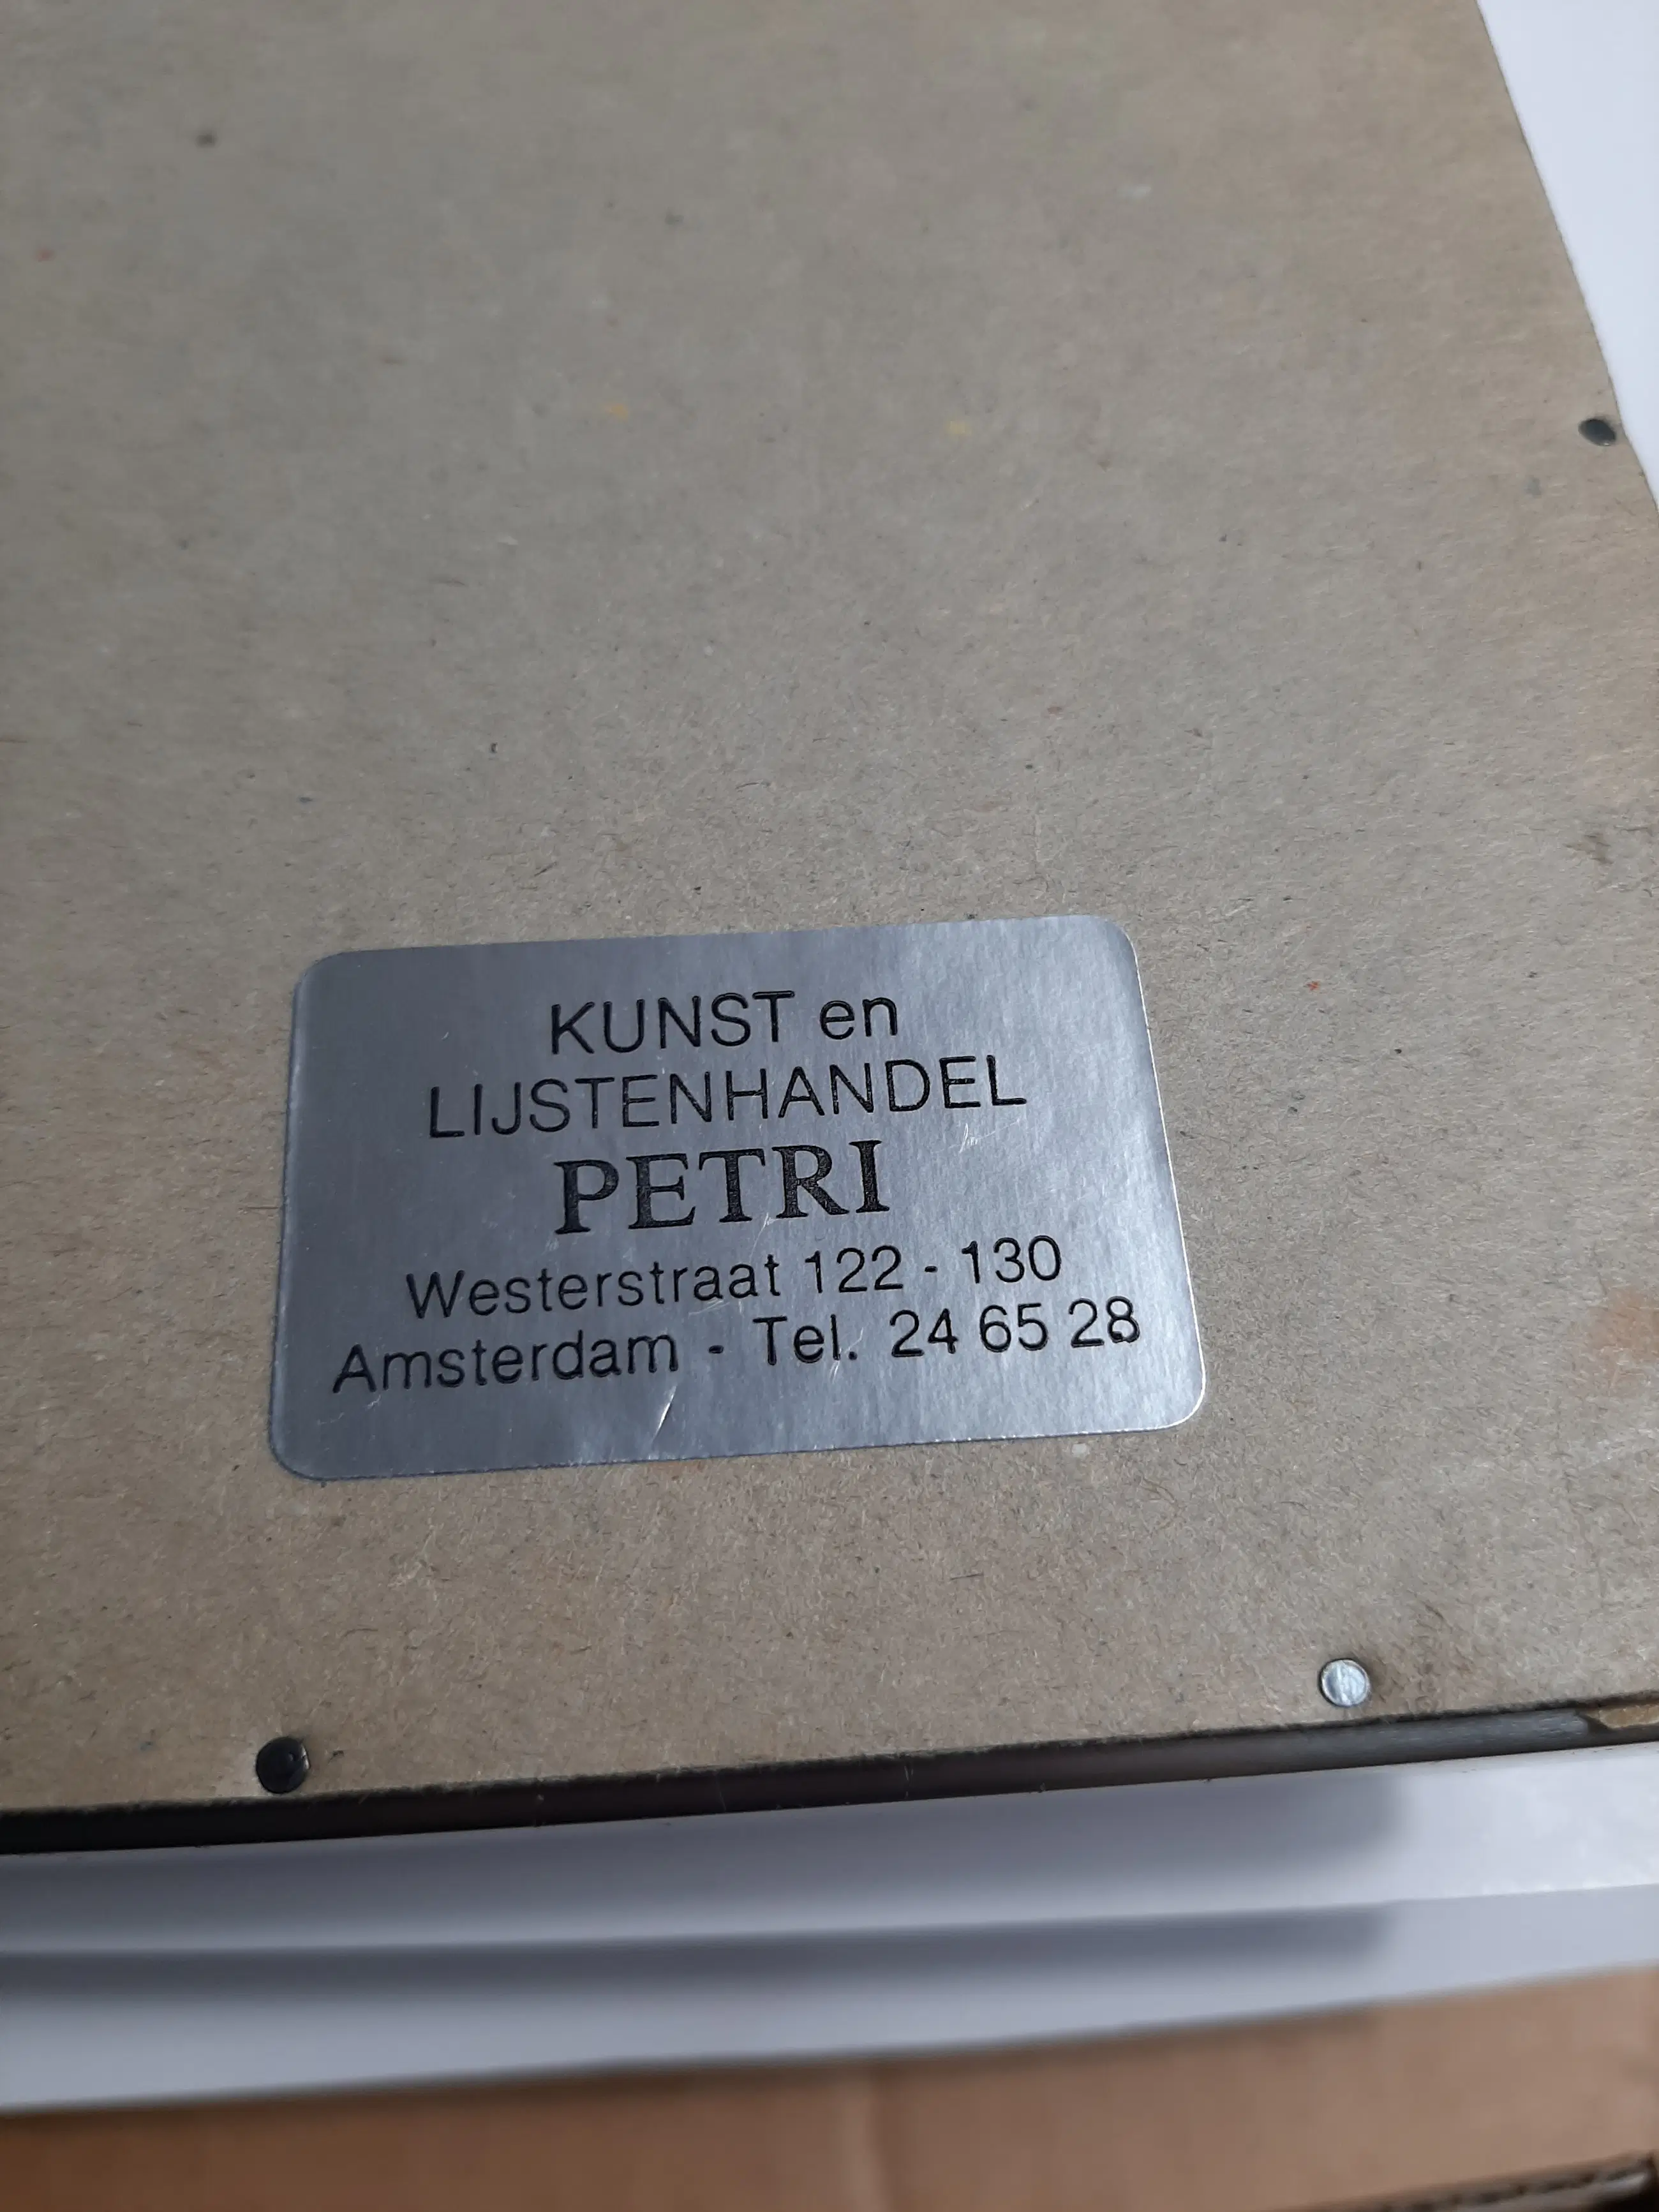 KUNST en
LIJSTENHANDEL
PETRI
Westerstraat 122 - 130
Amsterdam - Tel. 24 65 28